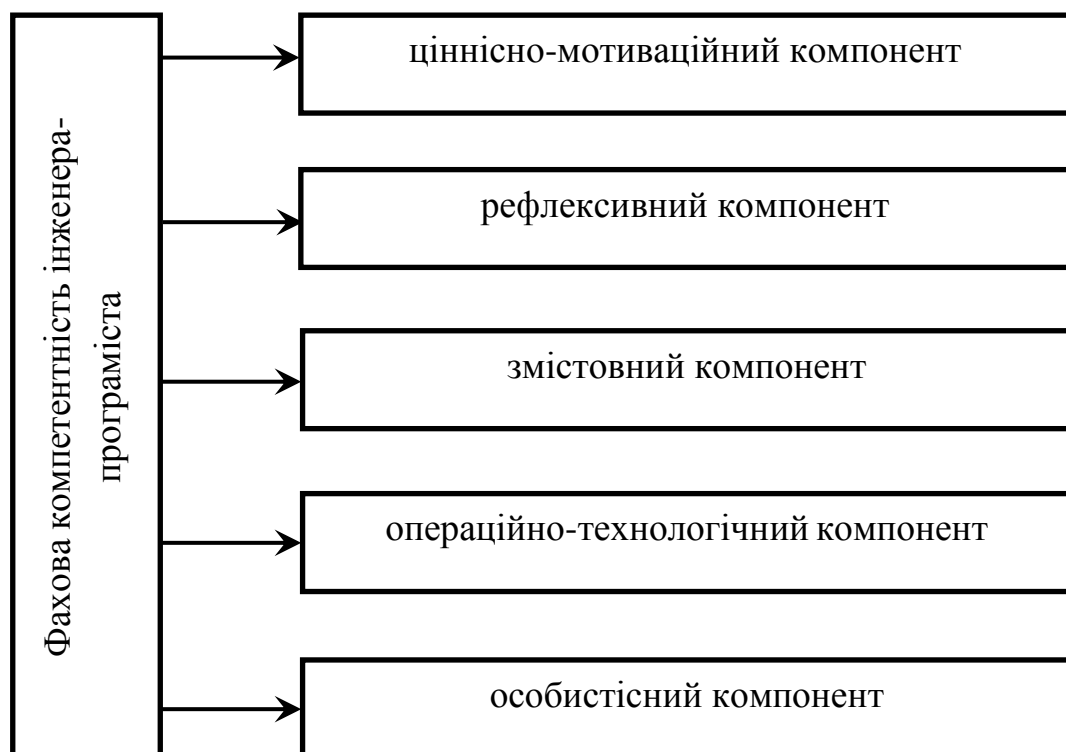 Фахова компетентність інженера-
програміста
ціннісно-мотиваційний компонент
рефлексивний компонент
змістовний компонент
операційно-технологічний компонент
особистісний компонент